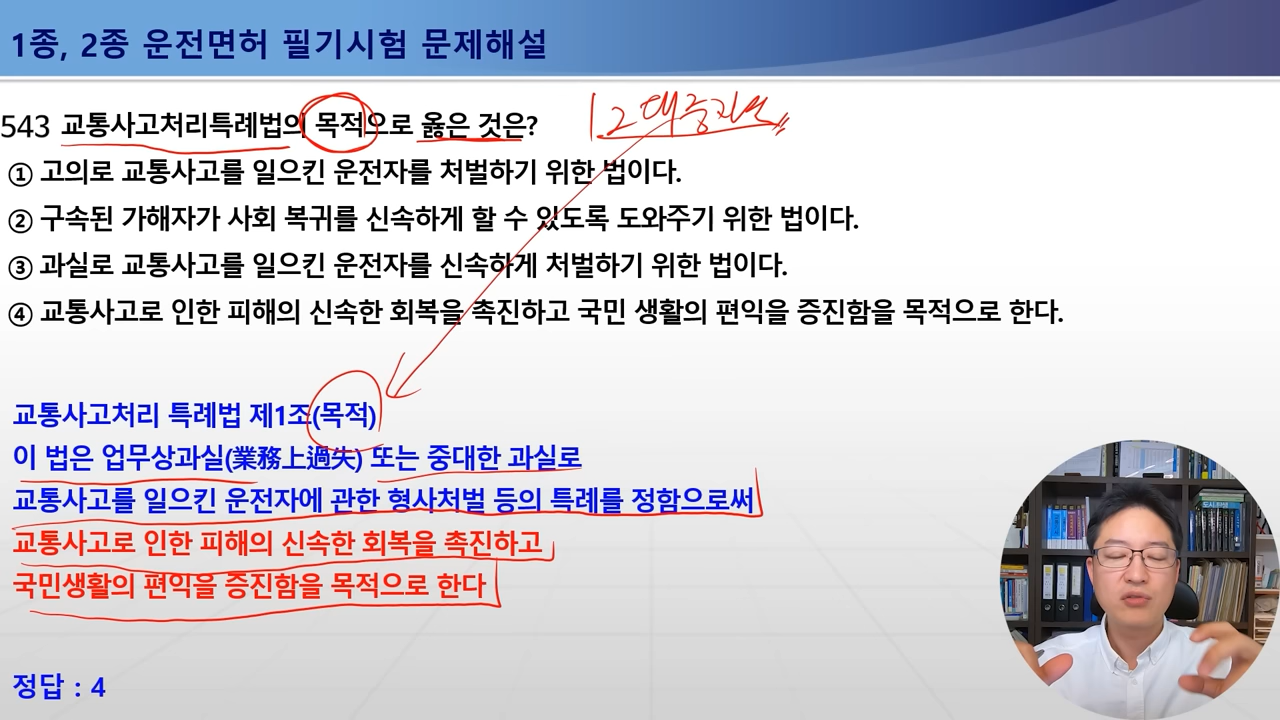 1종, 2종 운전면허 필기시험 문제해설
543 교통사고처리특례법의 목적으로 옳은 것은?
12대중과실
① 고의로 교통사고를 일으킨 운전자를 처벌하기 위한 법이다.
② 구속된 가해자가 사회 복귀를 신속하게 할 수 있도록 도와주기 위한 법이다.
③ 과실로 교통사고를 일으킨 운전자를 신속하게 처벌하기 위한 법이다.
④ 교통사고로 인한 피해의 신속한 회복을 촉진하고 국민 생활의 편익을 증진함을 목적으로 한다.
교통사고처리 특례법 제1조(목적)
이 법은 업무상과실(業務上過失) 또는 중대한 과실로
교통사고를 일으킨 운전자에 관한 형사처벌 등의 특례를 정함으로써
교통사고로 인한 피해의 신속한 회복을 촉진하고
국민생활의 편익을 증진함을 목적으로 한다
정답 : 4